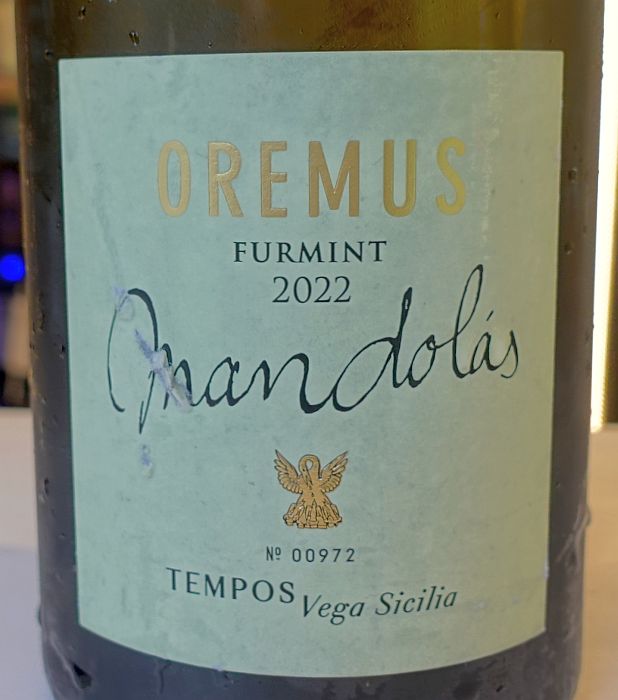 OREMUS
FURMINT
2022
Mandolás
Nº 00972
TEMPOS Vega Sicilia